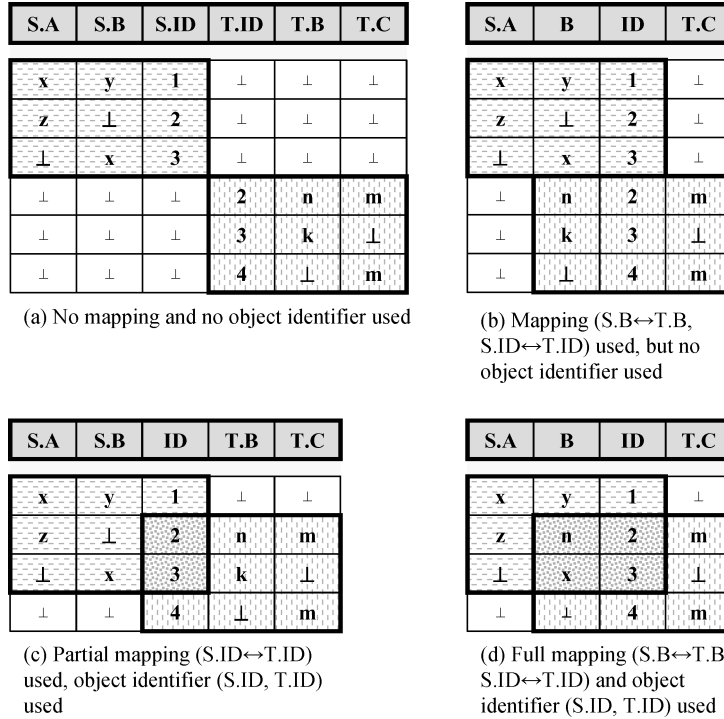 S.A S.B S.ID T.ID T.B T.C
x y 1 ⊥ ⊥ ⊥
z ⊥ 2 ⊥ ⊥ ⊥
⊥ x 3 ⊥ ⊥ ⊥
⊥ ⊥ ⊥ 2 n m
⊥ ⊥ ⊥ 3 k ⊥
⊥ ⊥ ⊥ 4 ⊥ m
(a) No mapping and no object identifier used
S.A B ID T.C
x y 1 ⊥
z ⊥ 2 ⊥
⊥ x 3 ⊥
⊥ n 2 m
⊥ k 3 ⊥
⊥ ⊥ 4 m
(b) Mapping (S.B↔T.B,
S.ID↔T.ID) used, but no
object identifier used
S.A S.B ID T.B T.C
x y 1 ⊥ ⊥
z ⊥ 2 n m
⊥ x 3 k ⊥
⊥ ⊥ 4 ⊥ m
(c) Partial mapping (S.ID↔T.ID)
used, object identifier (S.ID, T.ID)
used
S.A B ID T.C
x y 1 ⊥
z n 2 m
⊥ x 3 ⊥
⊥ ⊥ 4 m
(d) Full mapping (S.B↔T.B
S.ID↔T.ID) and object
identifier (S.ID, T.ID) used